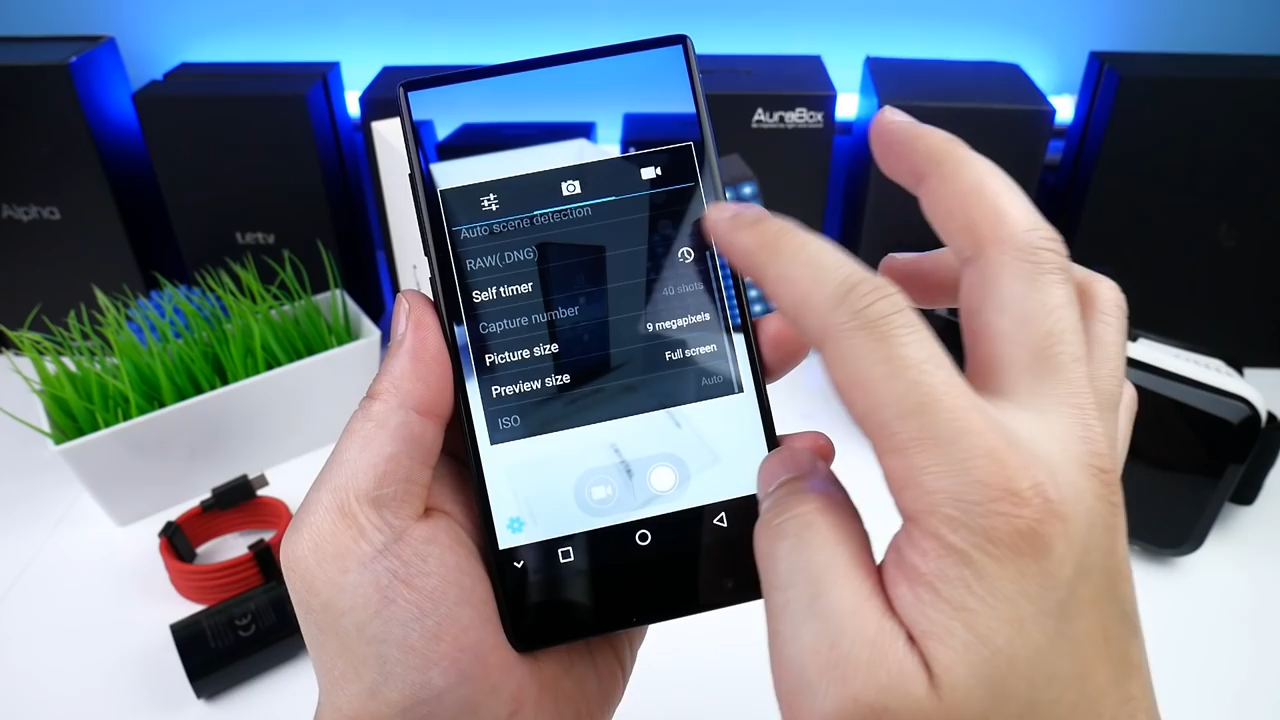 AuraBox
Alpha
Letv
Auto scene detection
RAW(.DNG)
Self timer
Capture number 40 shots
Picture size 9 megapixels
Preview size Full screen
ISO Auto
CE